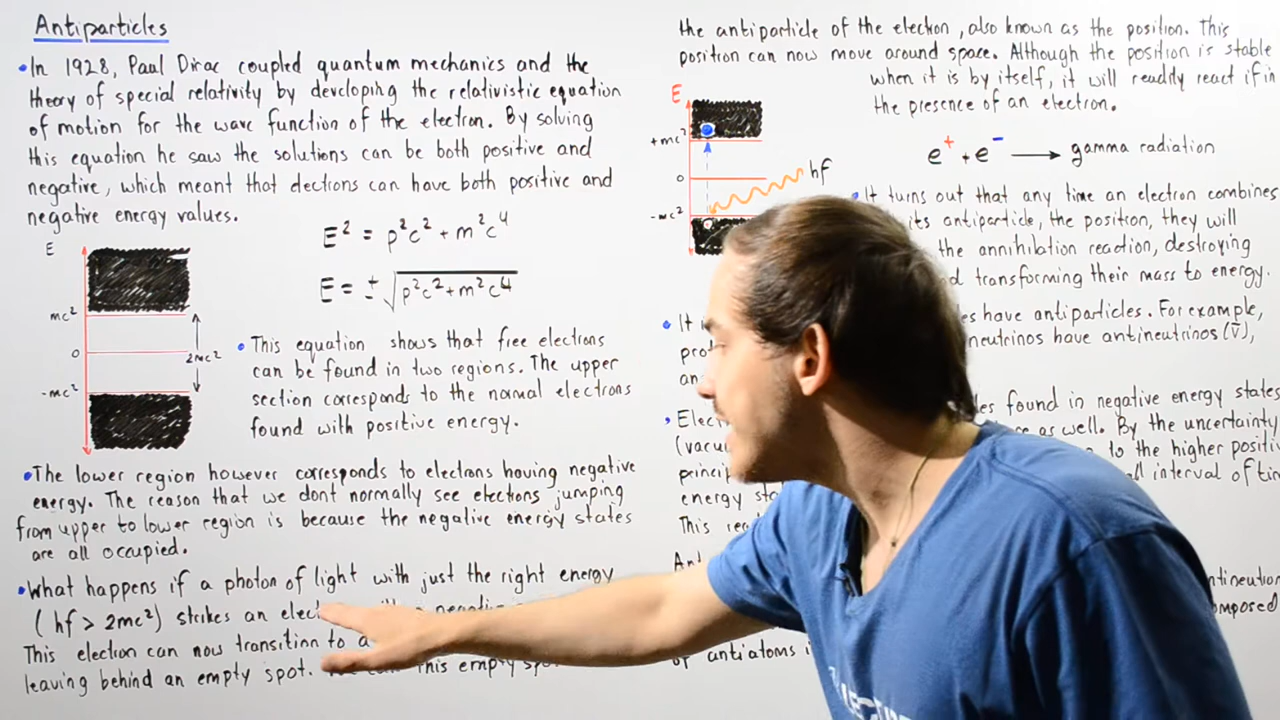 Antiparticles
•In 1928, Paul Dirac coupled quantum mechanics and the
theory of special relativity by developing the relativistic equation
of motion for the wave function of the electron. By solving
this equation he saw the solutions can be both positive and
negative, which meant that electrons can have both positive and
negative energy values.
E² = p²c² + m²c⁴
E = ±√p²c²+m²c⁴
E
mc²
0
-mc²
2mc²
• This equation shows that free electrons
can be found in two regions. The upper
section corresponds to the normal electrons
found with positive energy.
•The lower region however corresponds to electrons having negative
energy. The reason that we dont normally see electrons jumping
from upper to lower region is because the negative energy states
are all occupied.
•What happens if a photon of light with just the right energy
(hf > 2mc²) strikes an elect
This electron can now transition to a
leaving behind an empty spot. This empty
the antiparticle of the electron, also known as the positron. This
positron can now move around space. Although the positron is stable
when it is by itself, it will readily react if in
the presence of an electron.
E
+mc²
0
-mc²
hf
e⁺ + e⁻ ⟶ gamma radiation
•It turns out that any time an electron combines
its antiparticle, the positron, they will
the annihilation reaction, destroying
transforming their mass to energy.
• It
es have antiparticles. For example,
pro
neutrinos have antineutrinos (ν̅),
an
• Elec
les found in negative energy states
(vacu
as well. By the uncertainty
princip
to the higher positi
energy sta
interval of tim
This rea
An
ntineutron
omposed
of antiatoms i